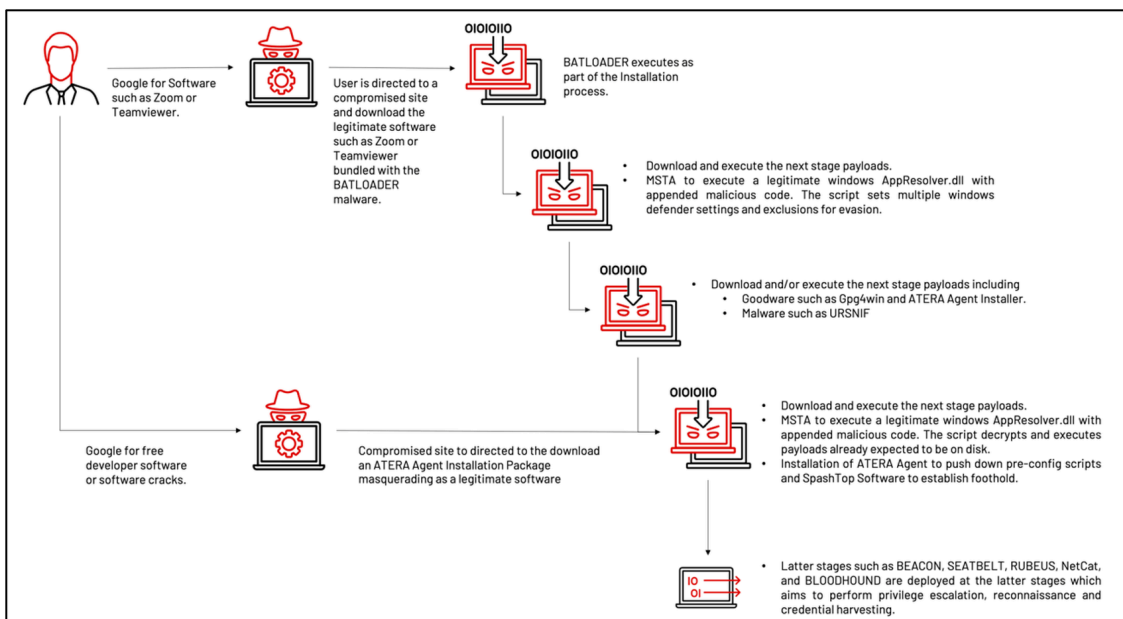 OIOIOIIO
Google for Software
such as Zoom or
Teamviewer.
User is directed to a
compromised site
and download the
legitimate software
such as Zoom or
Teamviewer
bundled with the
BATLOADER
malware.
BATLOADER executes as
part of the Installation
process.
OIOIOIIO
• Download and execute the next stage payloads.
• MSTA to execute a legitimate windows AppResolver.dll with
appended malicious code. The script sets multiple windows
defender settings and exclusions for evasion.
OIOIOIIO
• Download and/or execute the next stage payloads including
• Goodware such as Gpg4win and ATERA Agent Installer.
• Malware such as URSNIF
OIOIOIIO
Google for free
developer software
or software cracks.
Compromised site to directed to the download
an ATERA Agent Installation Package
masquerading as a legitimate software
• Download and execute the next stage payloads.
• MSTA to execute a legitimate windows AppResolver.dll with
appended malicious code. The script decrypts and executes
payloads already expected to be on disk.
• Installation of ATERA Agent to push down pre-config scripts
and SpashTop Software to establish foothold.
IO
OI
• Latter stages such as BEACON, SEATBELT, RUBEUS, NetCat,
and BLOODHOUND are deployed at the latter stages which
aims to perform privilege escalation, reconnaissance and
credential harvesting.